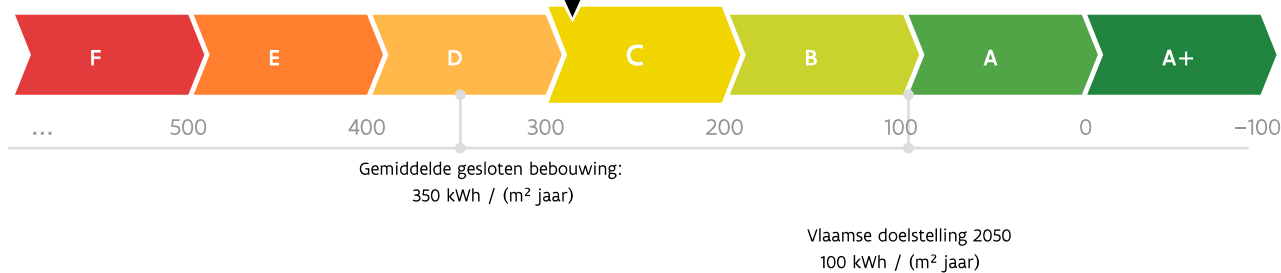 F E D C B A A+
... 500 400 300 200 100 0 −100
Gemiddelde gesloten bebouwing:
350 kWh / (m² jaar)
Vlaamse doelstelling 2050
100 kWh / (m² jaar)